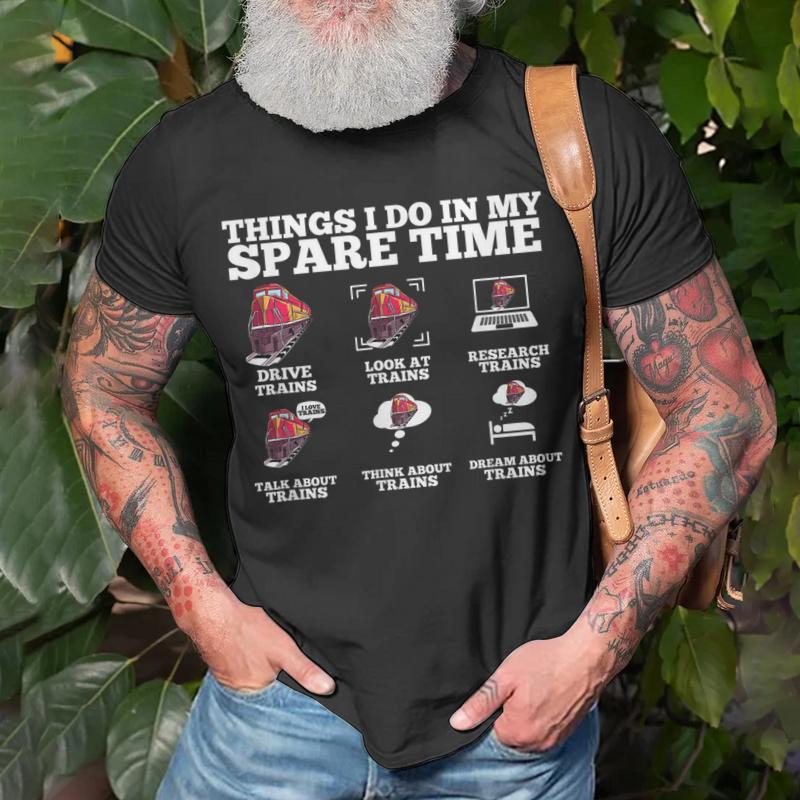 THINGS I DO IN MY
SPARE TIME
DRIVE
TRAINS
LOOK AT
TRAINS
RESEARCH
TRAINS
I LOVE
TRAINS
TALK ABOUT
TRAINS
THINK ABOUT
TRAINS
Z Z Z
DREAM ABOUT
TRAINS